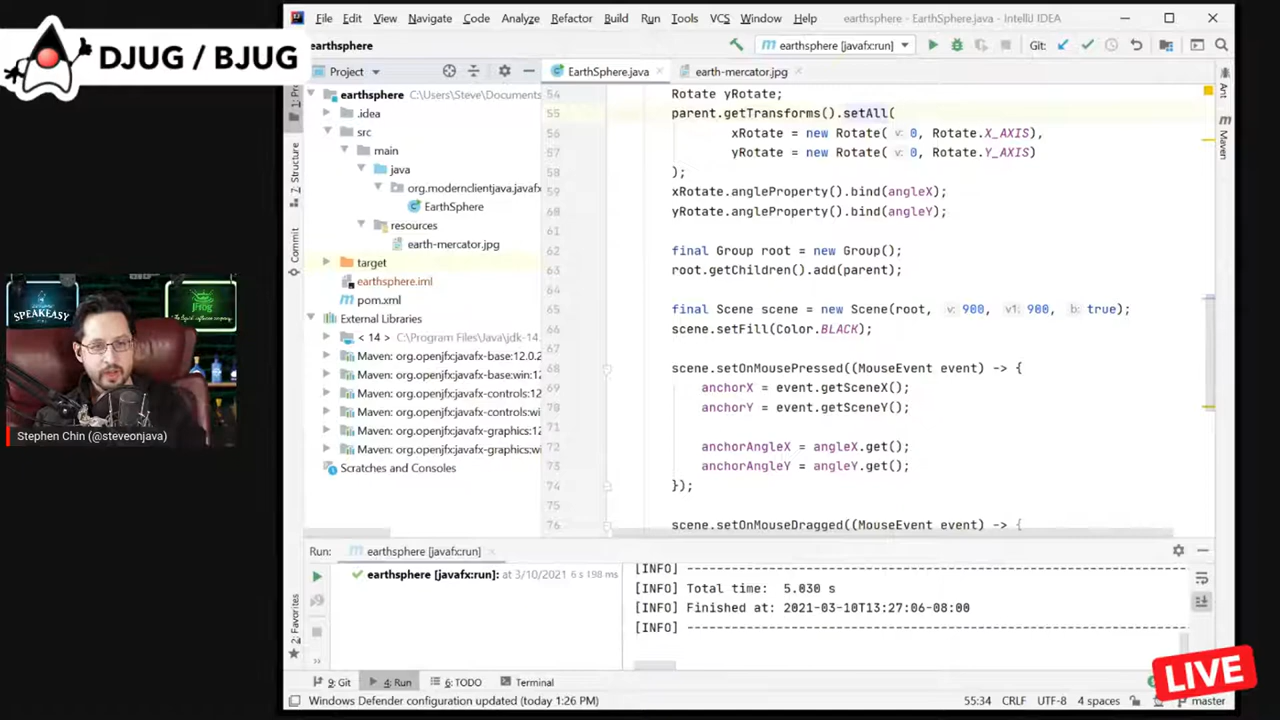 DJUG / BJUG
SPEAKEASY
JFrog
Stephen Chin (@steveonjava)
File Edit View Navigate Code Analyze Refactor Build Run Tools VCS Window Help earthsphere - EarthSphere.java - IntelliJ IDEA
earthsphere
earthsphere [javafx:run]
Git:
Project
EarthSphere.java
earth-mercator.jpg
1: Project
7: Structure
Commit
2: Favorites
Ant
Maven
earthsphere C:\Users\Steve\Documents
.idea
src
main
java
org.modernclientjava.javafx
EarthSphere
resources
earth-mercator.jpg
target
earthsphere.iml
pom.xml
External Libraries
< 14 > C:\Program Files\Java\jdk-14.
Maven: org.openjfx:javafx-base:12.0.2
Maven: org.openjfx:javafx-base:win:12
Maven: org.openjfx:javafx-controls:12
Maven: org.openjfx:javafx-controls:wi
Maven: org.openjfx:javafx-graphics:12
Maven: org.openjfx:javafx-graphics:wi
Scratches and Consoles
54 Rotate yRotate;
55 parent.getTransforms().setAll(
56 xRotate = new Rotate( v: 0, Rotate.X_AXIS),
57 yRotate = new Rotate( v: 0, Rotate.Y_AXIS)
58 );
59 xRotate.angleProperty().bind(angleX);
60 yRotate.angleProperty().bind(angleY);
61
62 final Group root = new Group();
63 root.getChildren().add(parent);
64
65 final Scene scene = new Scene(root, v: 900, v1: 900, b: true);
66 scene.setFill(Color.BLACK);
67
68 scene.setOnMousePressed((MouseEvent event) -> {
69 anchorX = event.getSceneX();
70 anchorY = event.getSceneY();
71
72 anchorAngleX = angleX.get();
73 anchorAngleY = angleY.get();
74 });
75
76 scene.setOnMouseDragged((MouseEvent event) -> {
Run: earthsphere [javafx:run]
earthsphere [javafx:run]: at 3/10/2021 6 s 198 ms
[INFO] ------------------------------------------------------------------------
[INFO] Total time: 5.030 s
[INFO] Finished at: 2021-03-10T13:27:06-08:00
[INFO] ------------------------------------------------------------------------
9: Git 4: Run 6: TODO Terminal
Windows Defender configuration updated (today 1:26 PM) 55:34 CRLF UTF-8 4 spaces master
LIVE